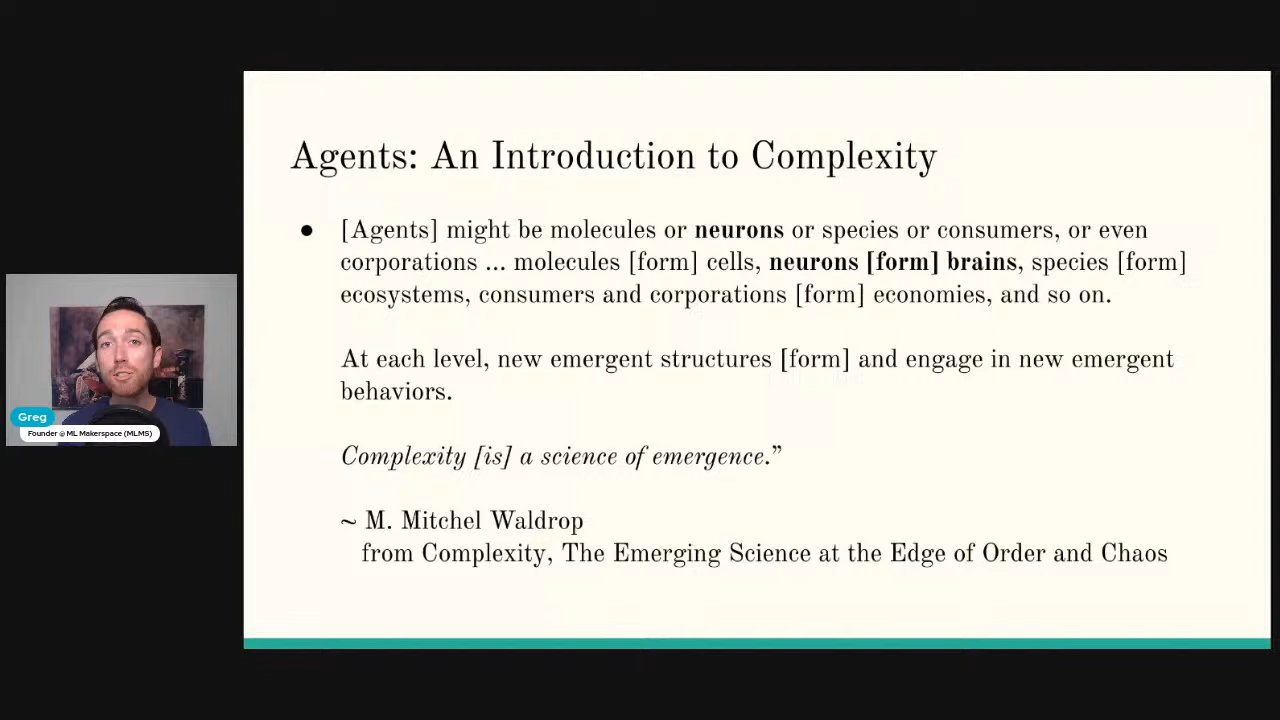 Agents: An Introduction to Complexity
● [Agents] might be molecules or neurons or species or consumers, or even
corporations ... molecules [form] cells, neurons [form] brains, species [form]
ecosystems, consumers and corporations [form] economies, and so on.
At each level, new emergent structures [form] and engage in new emergent
behaviors.
Complexity [is] a science of emergence.”
~ M. Mitchel Waldrop
from Complexity, The Emerging Science at the Edge of Order and Chaos
Greg
Founder @ ML Makerspace (MLMS)